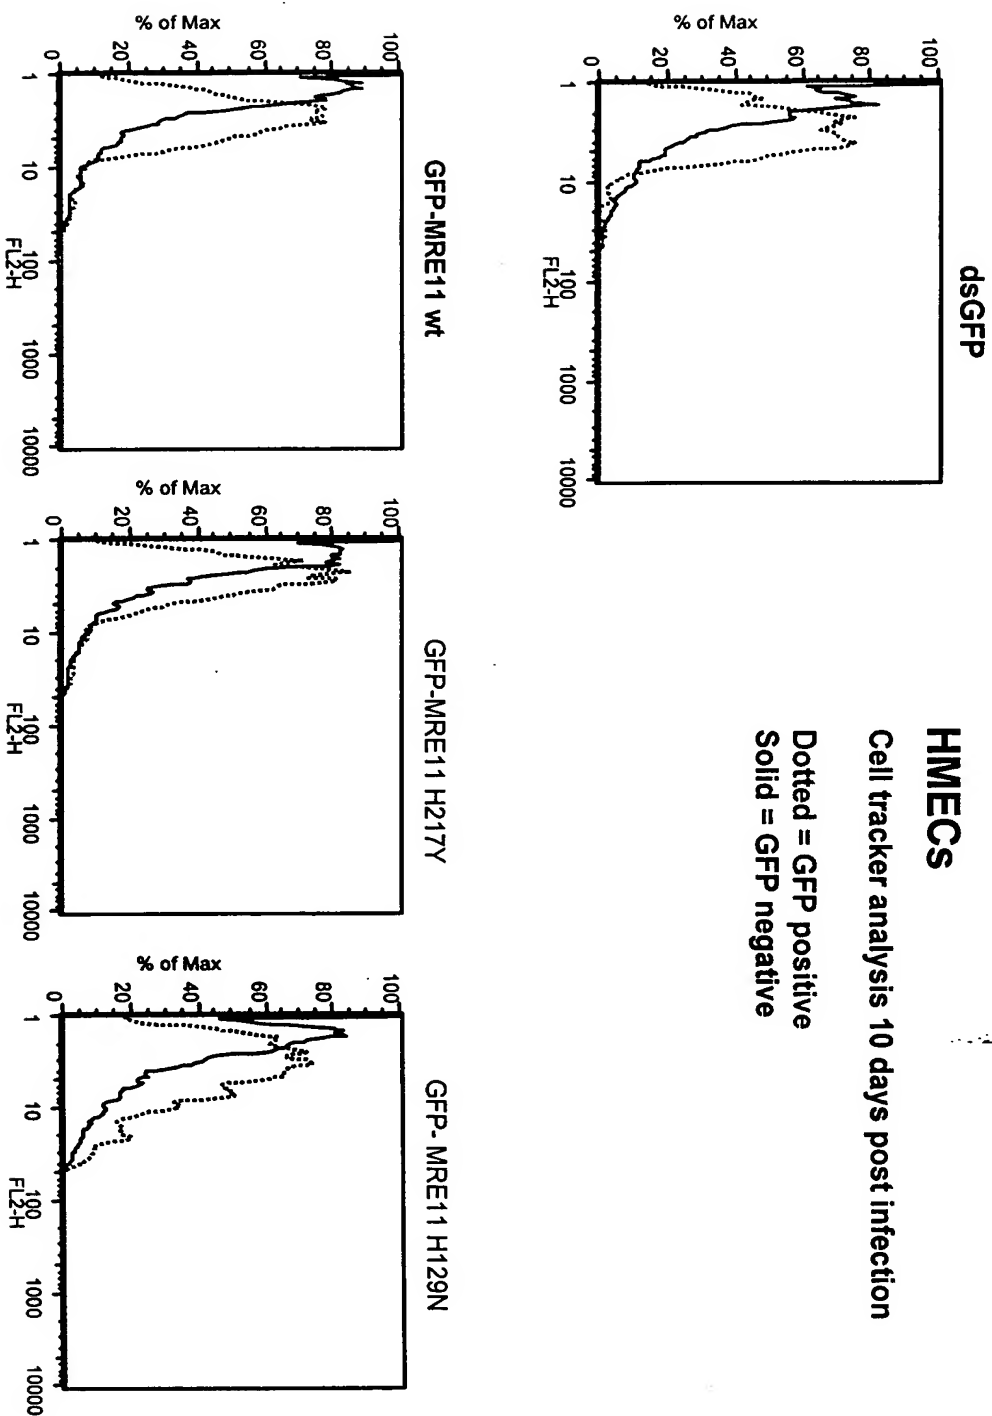 HMECs
Cell tracker analysis 10 days post infection
Dotted = GFP positive
Solid = GFP negative
dsGFP
% of Max
100
80
60
40
20
0
1
10
100
1000
10000
FL2-H
GFP-MRE11 wt
% of Max
100
80
60
40
20
0
1
10
100
1000
10000
FL2-H
GFP-MRE11 H217Y
% of Max
100
80
60
40
20
0
1
10
100
1000
10000
FL2-H
GFP- MRE11 H129N
% of Max
100
80
60
40
20
0
1
10
100
1000
10000
FL2-H